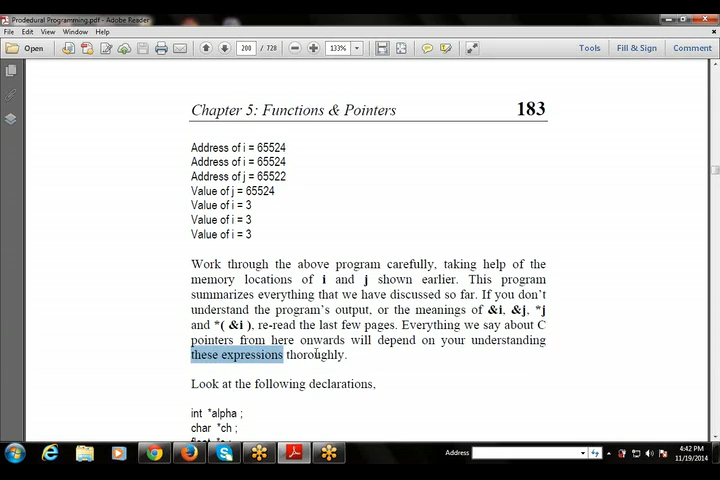 Prodedural Programming.pdf - Adobe Reader
File Edit View Window Help
Open 200 / 728 133% Tools Fill & Sign Comment
Chapter 5: Functions & Pointers 183
Address of i = 65524
Address of i = 65524
Address of j = 65522
Value of j = 65524
Value of i = 3
Value of i = 3
Value of i = 3
Work through the above program carefully, taking help of the
memory locations of i and j shown earlier. This program
summarizes everything that we have discussed so far. If you don't
understand the program's output, or the meanings of &i, &j, *j
and *( &i ), re-read the last few pages. Everything we say about C
pointers from here onwards will depend on your understanding
these expressions thoroughly.
Look at the following declarations,
int *alpha ;
char *ch ;
Address
4:42 PM
11/19/2014